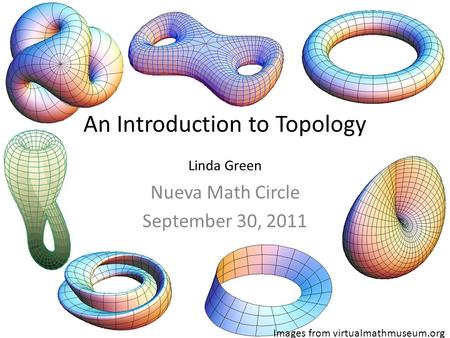 An Introduction to Topology
Linda Green
Nueva Math Circle
September 30, 2011
Images from virtualmathmuseum.org